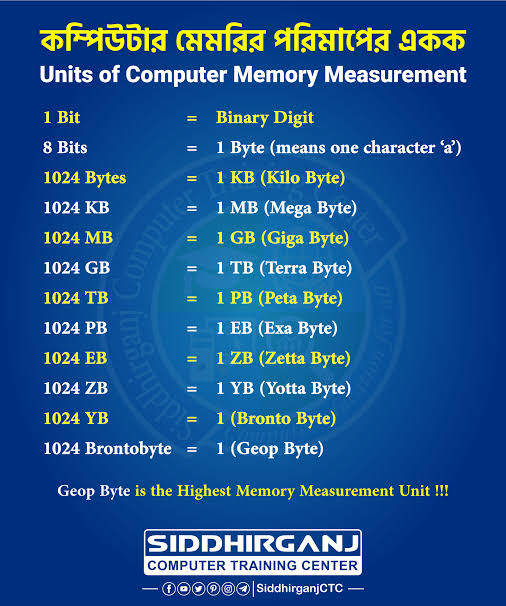 কম্পিউটার মেমরির পরিমাপের একক
Units of Computer Memory Measurement
1 Bit = Binary Digit
8 Bits = 1 Byte (means one character ‘a’)
1024 Bytes = 1 KB (Kilo Byte)
1024 KB = 1 MB (Mega Byte)
1024 MB = 1 GB (Giga Byte)
1024 GB = 1 TB (Terra Byte)
1024 TB = 1 PB (Peta Byte)
1024 PB = 1 EB (Exa Byte)
1024 EB = 1 ZB (Zetta Byte)
1024 ZB = 1 YB (Yotta Byte)
1024 YB = 1 (Bronto Byte)
1024 Brontobyte = 1 (Geop Byte)
Geop Byte is the Highest Memory Measurement Unit !!!
SIDDHIRGANJ
COMPUTER TRAINING CENTER
SiddhirganjCTC